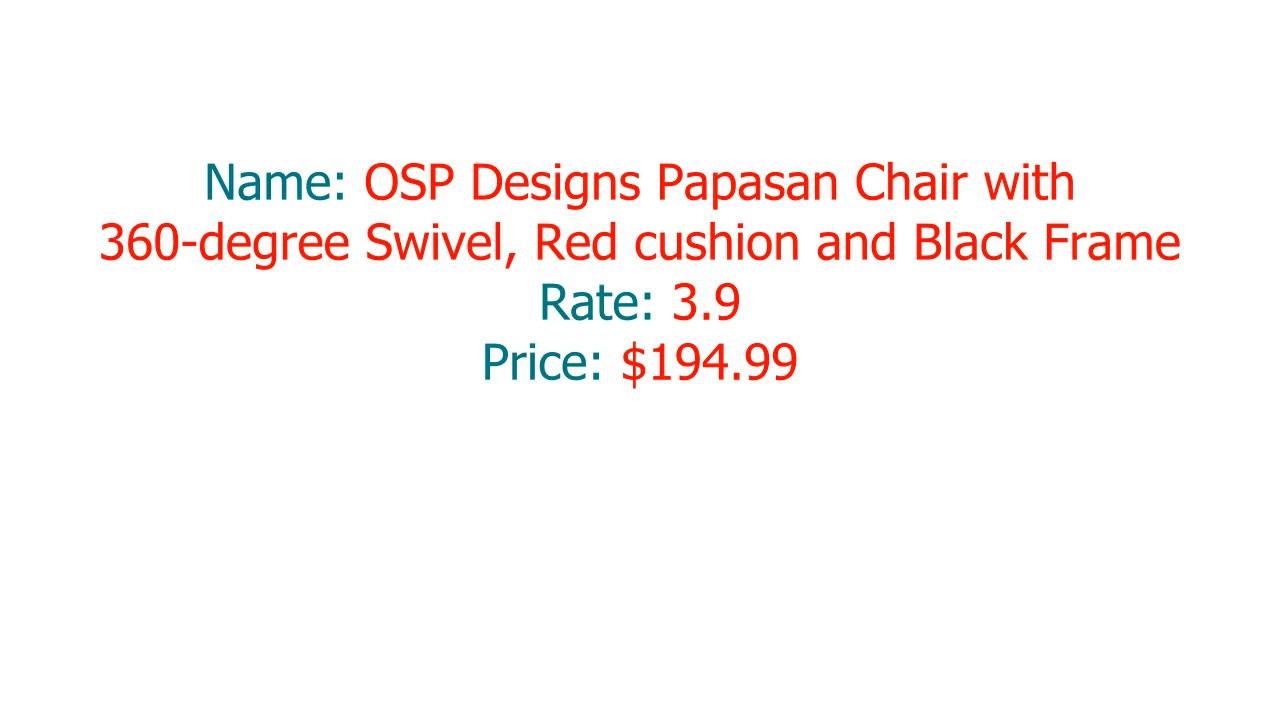 Name: OSP Designs Papasan Chair with
360-degree Swivel, Red cushion and Black Frame
Rate: 3.9
Price: $194.99